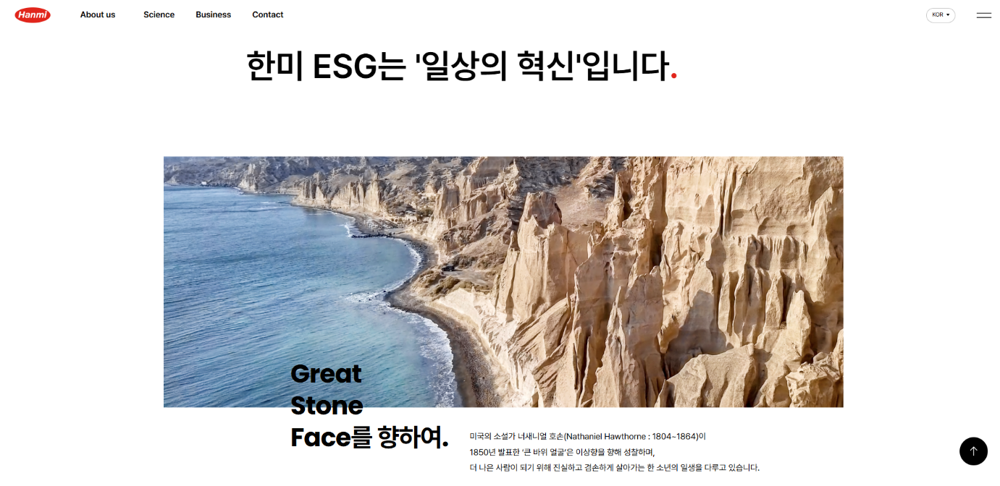 Hanmi
About us
Science
Business
Contact
KOR
한미 ESG는 '일상의 혁신'입니다.
Great
Stone
Face를 향하여.
미국의 소설가 너새니얼 호손(Nathaniel Hawthorne : 1804~1864)이
1850년 발표한 ‘큰 바위 얼굴’은 이상향을 향해 성찰하며,
더 나은 사람이 되기 위해 진실하고 겸손하게 살아가는 한 소년의 일생을 다루고 있습니다.